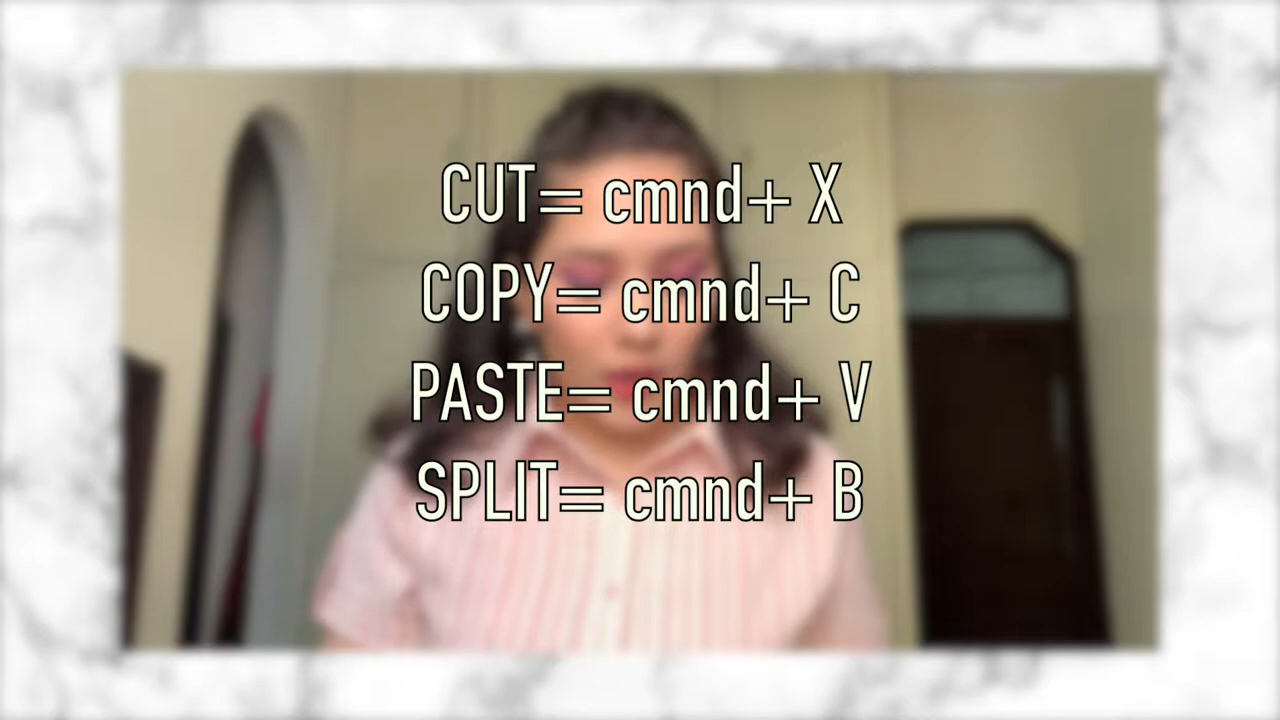 CUT= cmnd+ X
COPY= cmnd+ C
PASTE= cmnd+ V
SPLIT= cmnd+ B